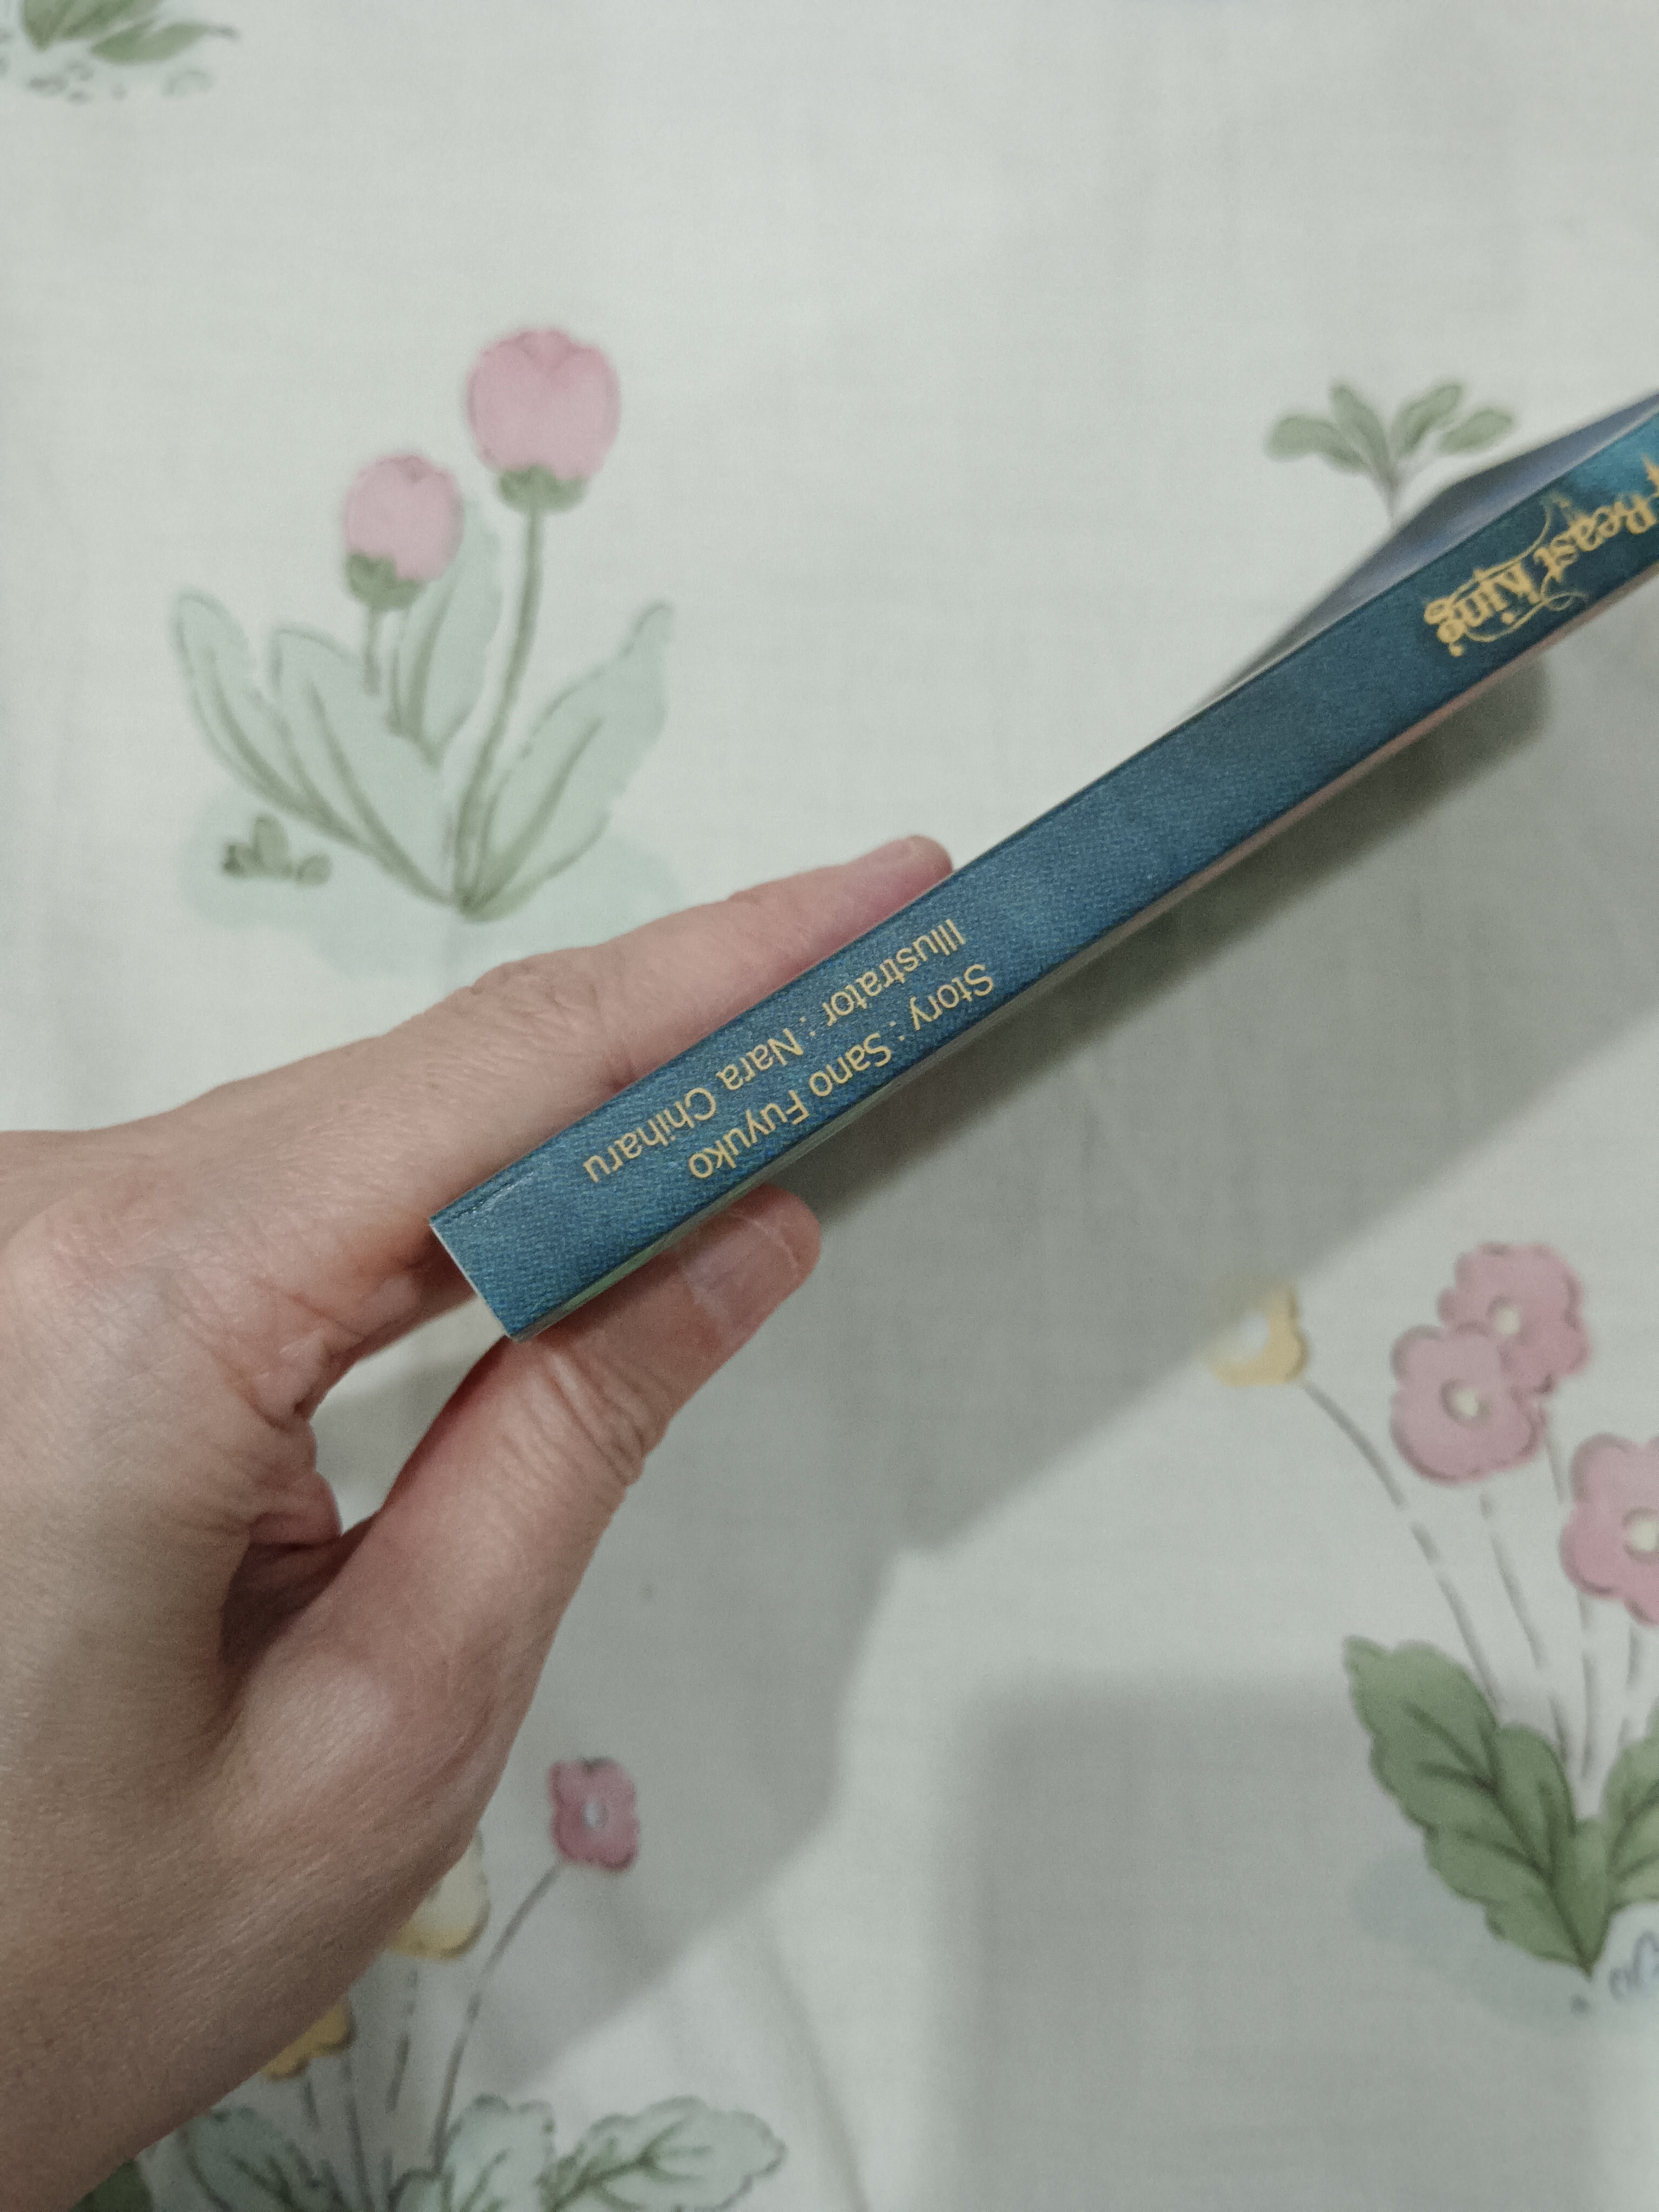 Beast King
Story : Sano Fuyuko
Illustrator : Nara Chiharu